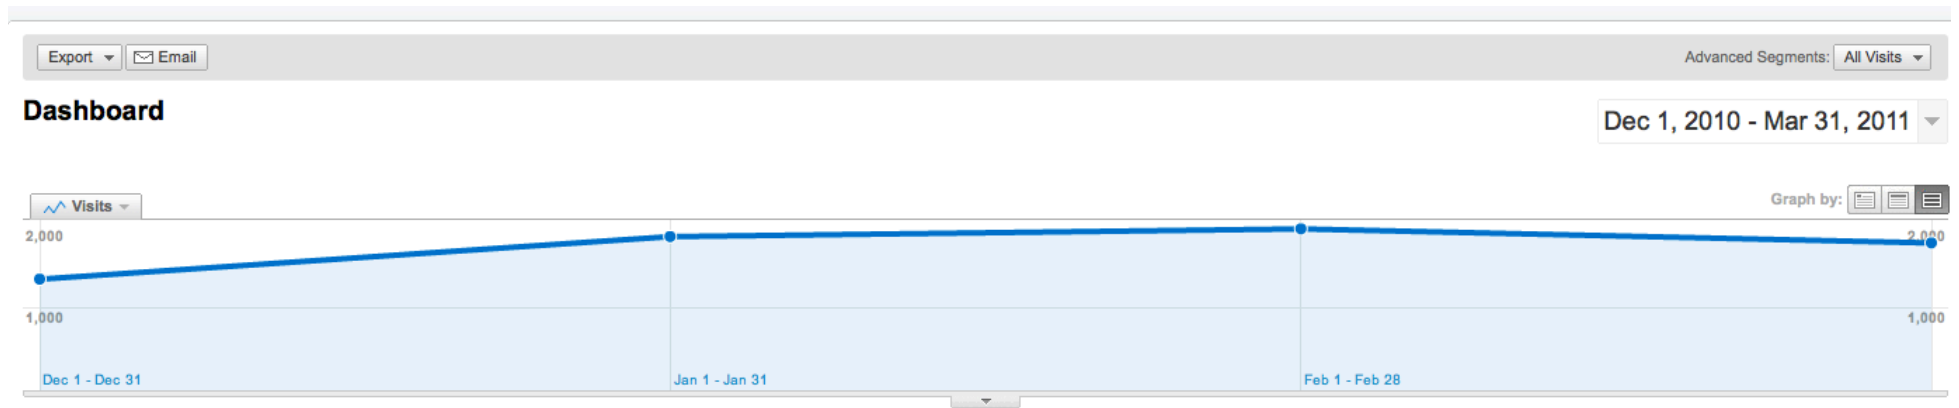 Export Email Advanced Segments: All Visits
Dashboard
Dec 1, 2010 - Mar 31, 2011
Visits Graph by:
2,000 2,000
1,000 1,000
Dec 1 - Dec 31 Jan 1 - Jan 31 Feb 1 - Feb 28